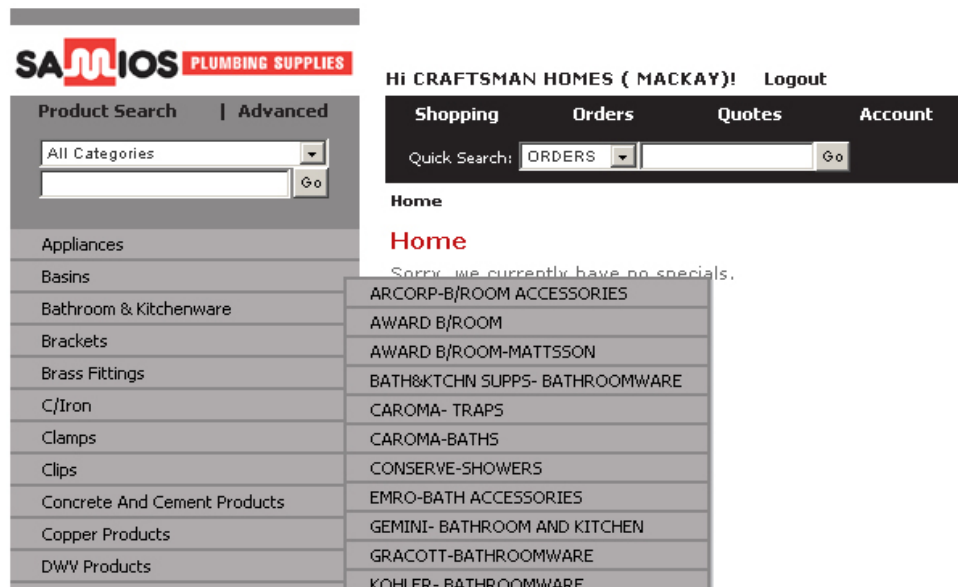 SAMIOS PLUMBING SUPPLIES
Hi CRAFTSMAN HOMES ( MACKAY)! Logout
Product Search | Advanced
All Categories
Go
Shopping Orders Quotes Account
Quick Search: ORDERS Go
Home
Home
Sorry, we currently have no specials.
Appliances
Basins
Bathroom & Kitchenware
Brackets
Brass Fittings
C/Iron
Clamps
Clips
Concrete And Cement Products
Copper Products
DWV Products
ARCORP-B/ROOM ACCESSORIES
AWARD B/ROOM
AWARD B/ROOM-MATTSSON
BATH&KTCHN SUPPS- BATHROOMWARE
CAROMA- TRAPS
CAROMA-BATHS
CONSERVE-SHOWERS
EMRO-BATH ACCESSORIES
GEMINI- BATHROOM AND KITCHEN
GRACOTT-BATHROOMWARE
KOHLER- BATHROOMWARE